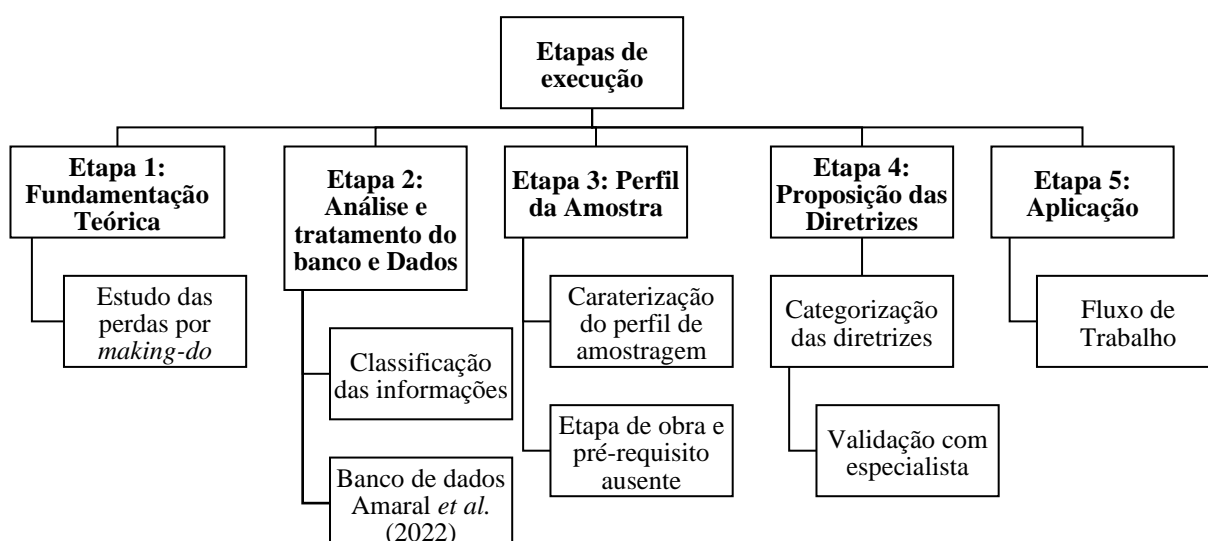 Etapas de
execução
Etapa 1:
Fundamentação
Teórica
Estudo das
perdas por
making-do
Etapa 2:
Análise e
tratamento do
banco e Dados
Classificação
das informações
Banco de dados
Amaral et al.
(2022)
Etapa 3: Perfil
da Amostra
Caraterização
do perfil de
amostragem
Etapa de obra e
pré-requisito
ausente
Etapa 4:
Proposição das
Diretrizes
Categorização
das diretrizes
Validação com
especialista
Etapa 5:
Aplicação
Fluxo de
Trabalho